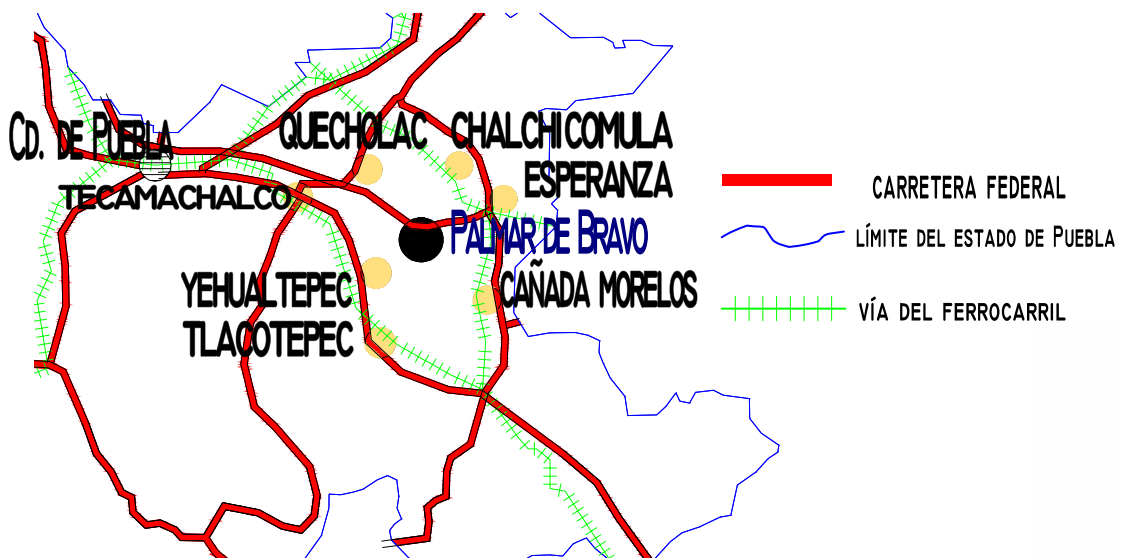 CD. DE PUEBLA
QUECHOLAC
CHALCHICOMULA
ESPERANZA
TECAMACHALCO
PALMAR DE BRAVO
YEHUALTEPEC
CAÑADA MORELOS
TLACOTEPEC
CARRETERA FEDERAL
LÍMITE DEL ESTADO DE PUEBLA
VÍA DEL FERROCARRIL